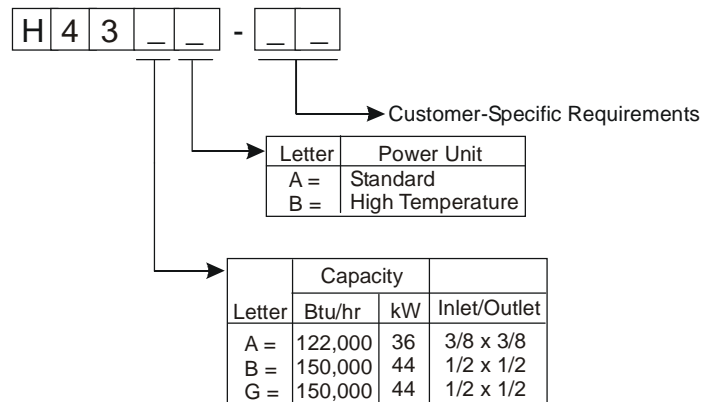 H 4 3 _ _ - _ _
Customer-Specific Requirements
Letter Power Unit
A = Standard
B = High Temperature
Capacity
Letter Btu/hr kW Inlet/Outlet
A = 122,000 36 3/8 x 3/8
B = 150,000 44 1/2 x 1/2
G = 150,000 44 1/2 x 1/2